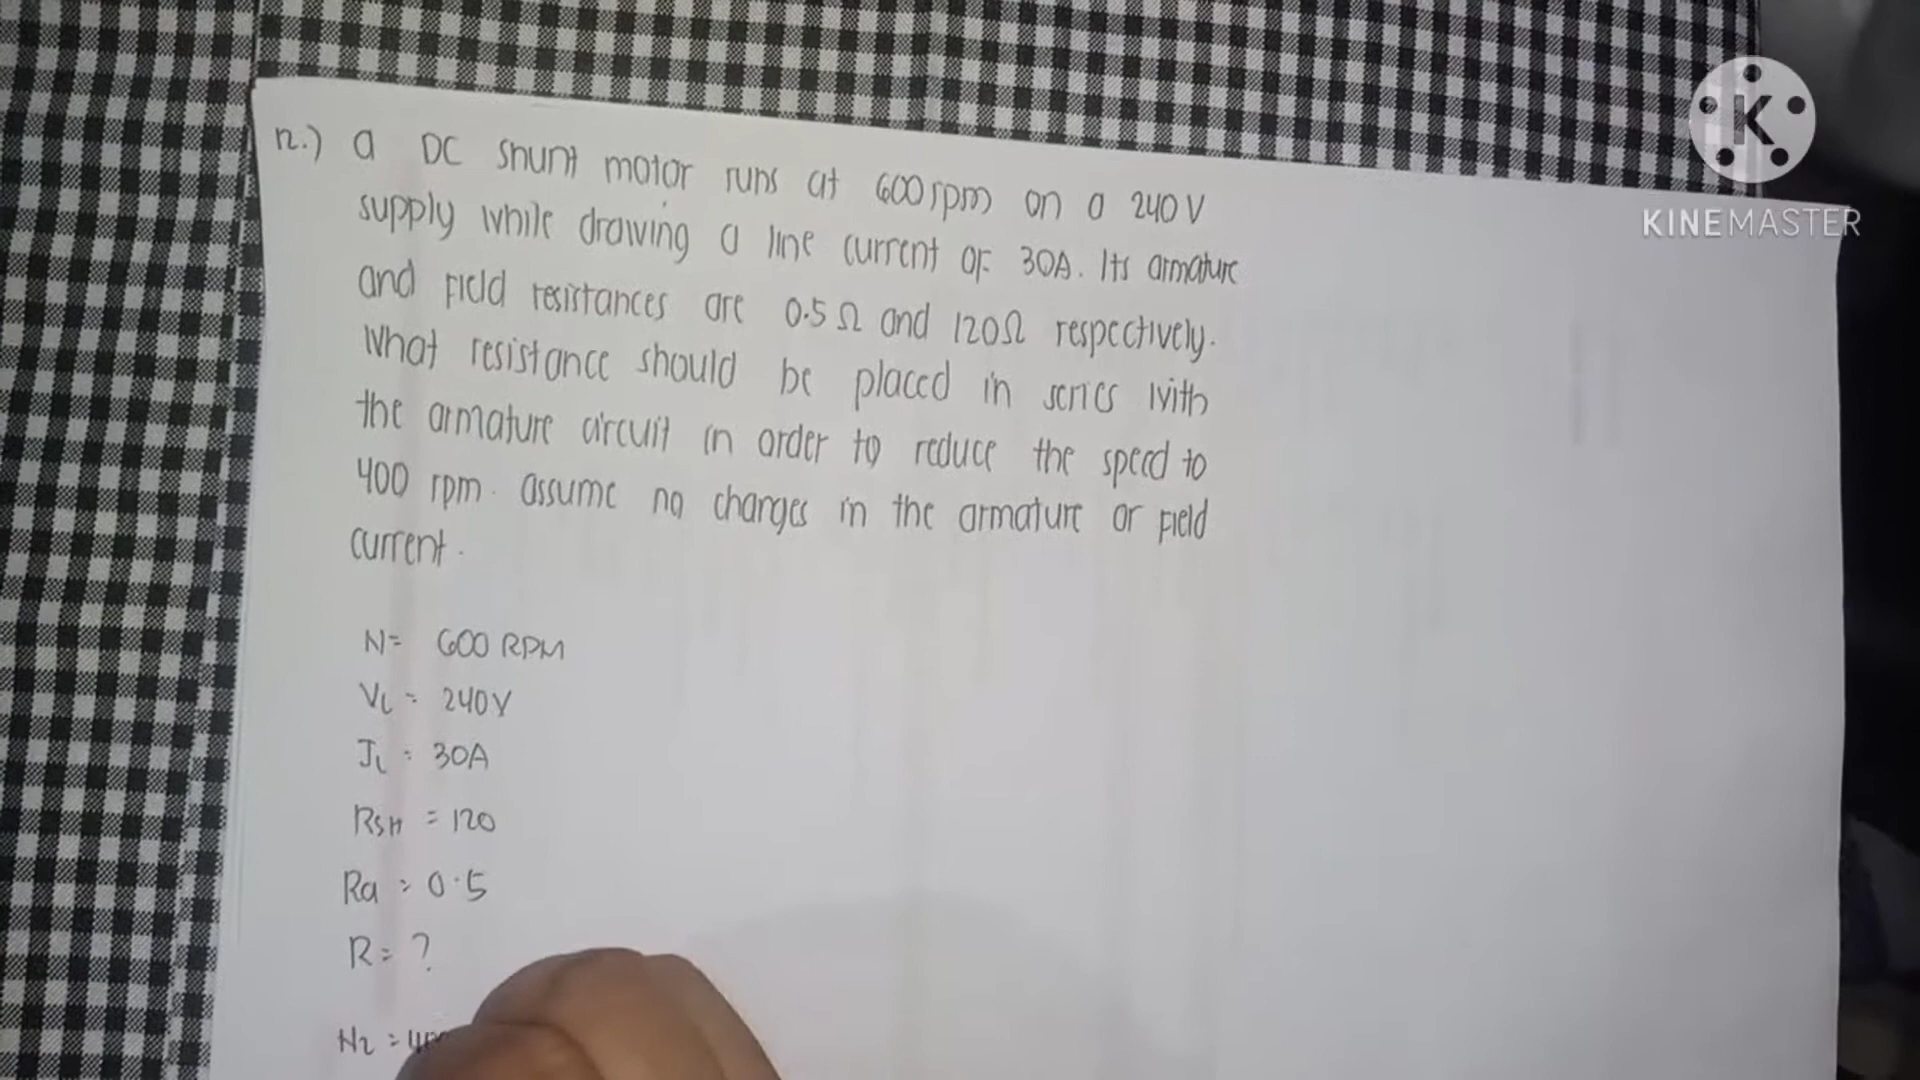 12.) a DC shunt motor runs at 600 rpm on a 240 V
supply while drawing a line current of 30A. Its armature
and field resistances are 0.5 Ω and 120Ω respectively.
What resistance should be placed in series with
the armature circuit in order to reduce the speed to
400 rpm. assume no changes in the armature or field
current.
N = 600 RPM
VL = 240V
IL = 30A
RSH = 120
Ra = 0.5
R = ?
N2 =
K
KINEMASTER